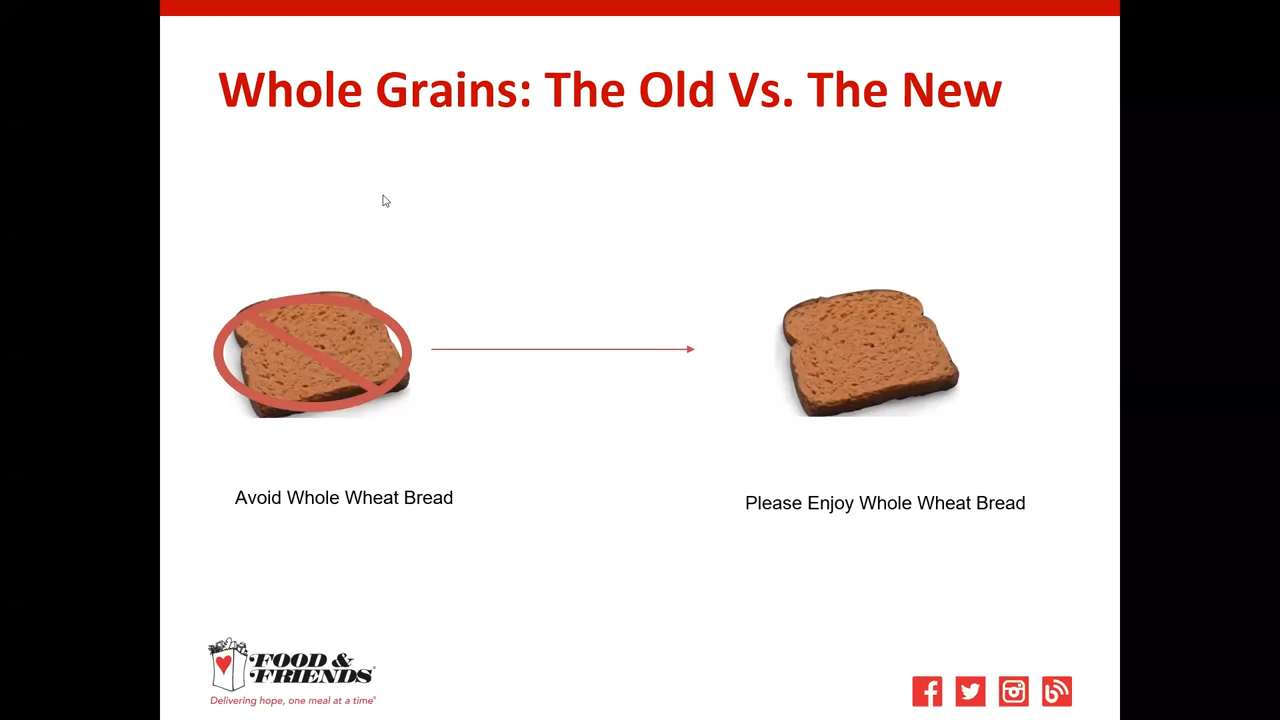 Whole Grains: The Old Vs. The New
Avoid Whole Wheat Bread
Please Enjoy Whole Wheat Bread
FOOD &
FRIENDS®
Delivering hope, one meal at a time®